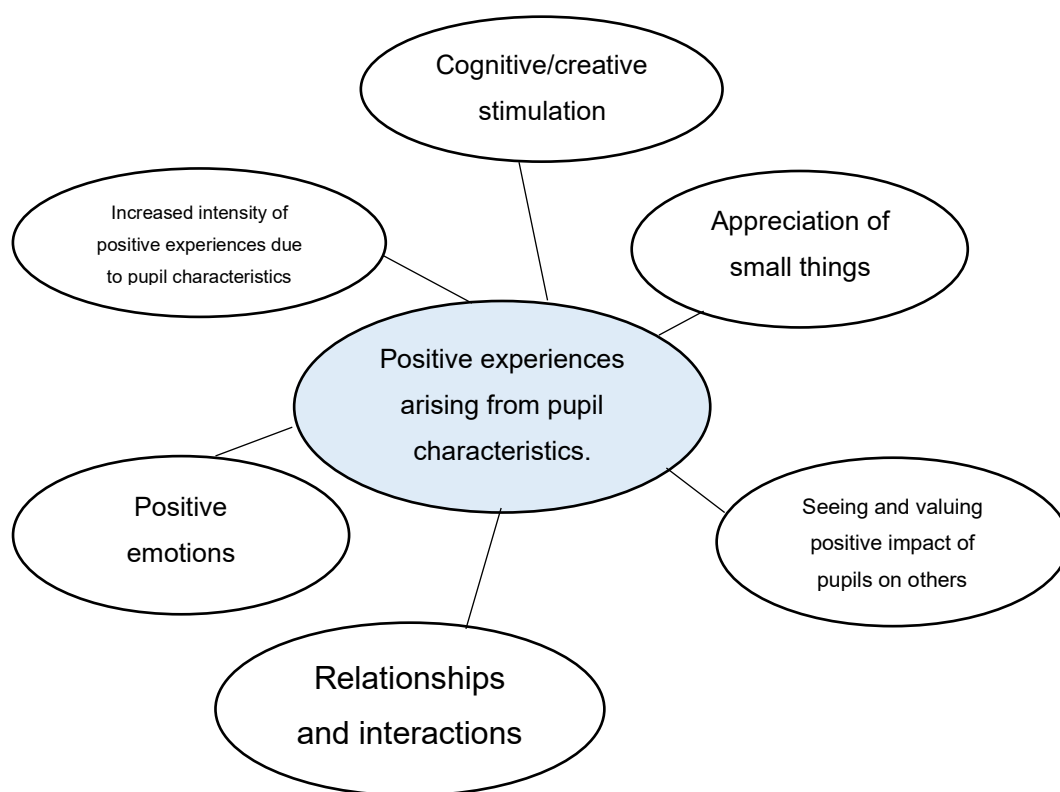 Cognitive/creative
stimulation
Increased intensity of
positive experiences due
to pupil characteristics
Appreciation of
small things
Positive experiences
arising from pupil
characteristics.
Positive
emotions
Seeing and valuing
positive impact of
pupils on others
Relationships
and interactions